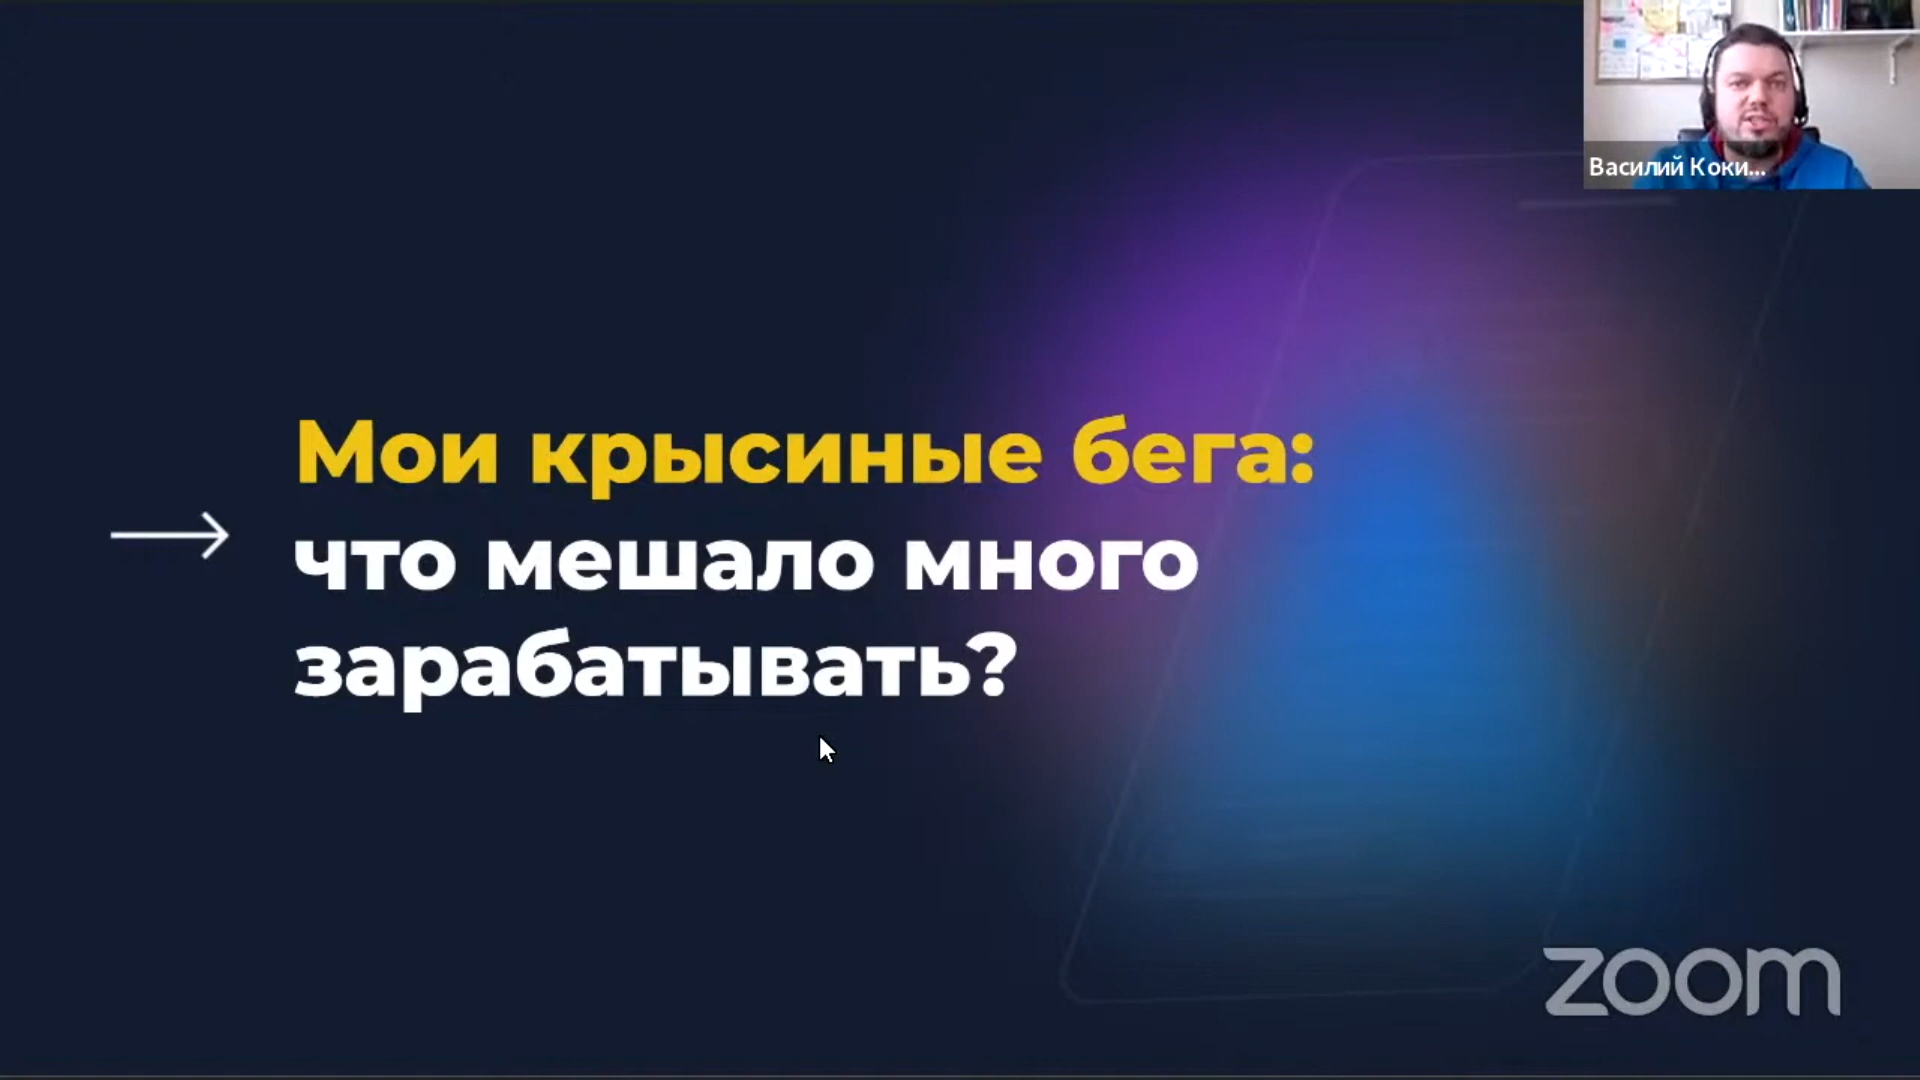 Василий Коки...
Мои крысиные бега:
что мешало много
зарабатывать?
zoom